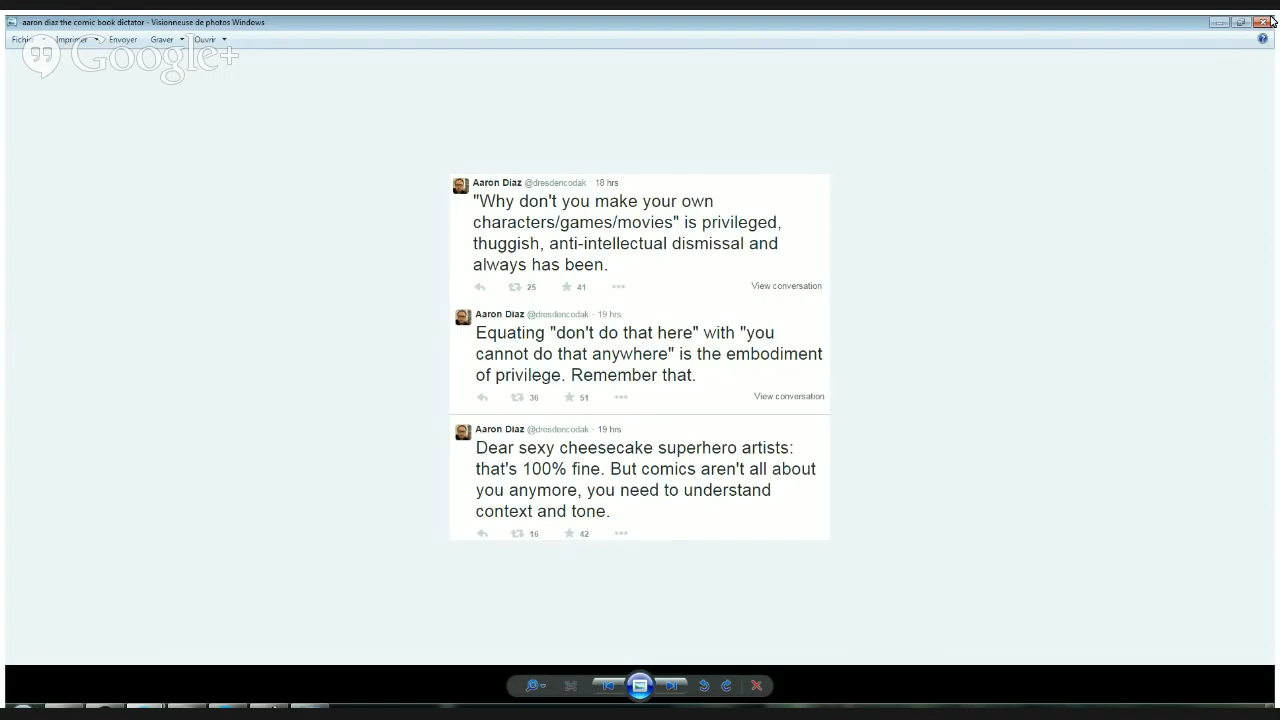 aaron diaz the comic book dictator - Visionneuse de photos Windows
Fichier Imprimer Envoyer Graver Ouvrir
Google+
Aaron Diaz @dresdencodak · 18 hrs
"Why don't you make your own
characters/games/movies" is privileged,
thuggish, anti-intellectual dismissal and
always has been.
25 41 View conversation
Aaron Diaz @dresdencodak · 19 hrs
Equating "don't do that here" with "you
cannot do that anywhere" is the embodiment
of privilege. Remember that.
36 51 View conversation
Aaron Diaz @dresdencodak · 19 hrs
Dear sexy cheesecake superhero artists:
that's 100% fine. But comics aren't all about
you anymore, you need to understand
context and tone.
16 42